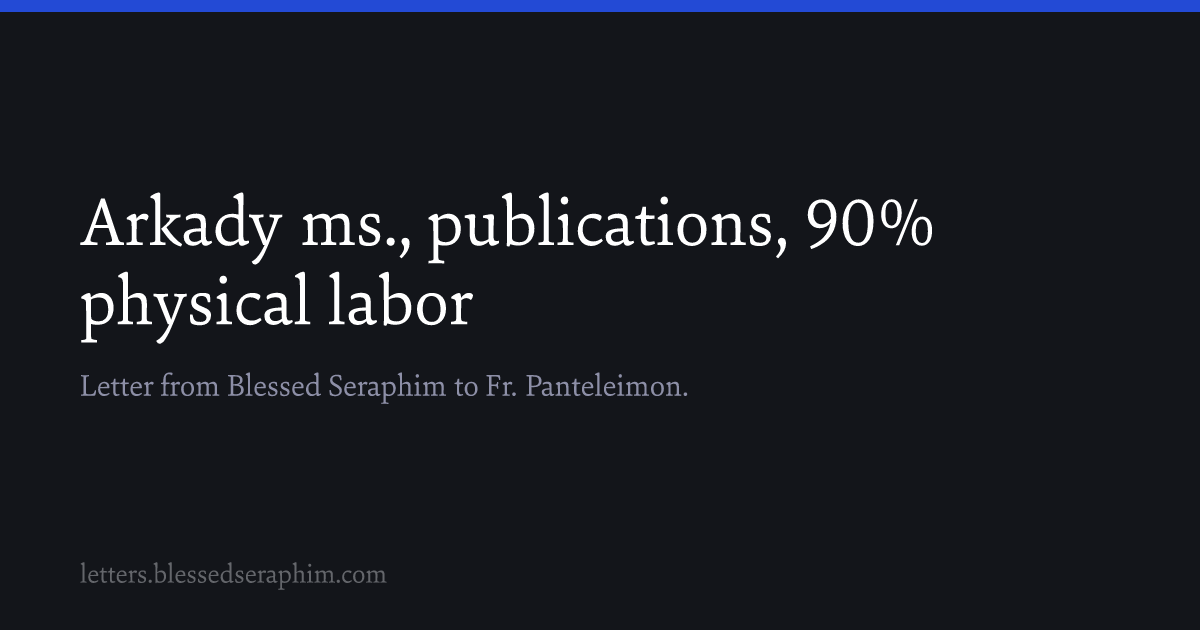 Arkady ms., publications, 90%
physical labor
Letter from Blessed Seraphim to Fr. Panteleimon.
letters.blessedseraphim.com